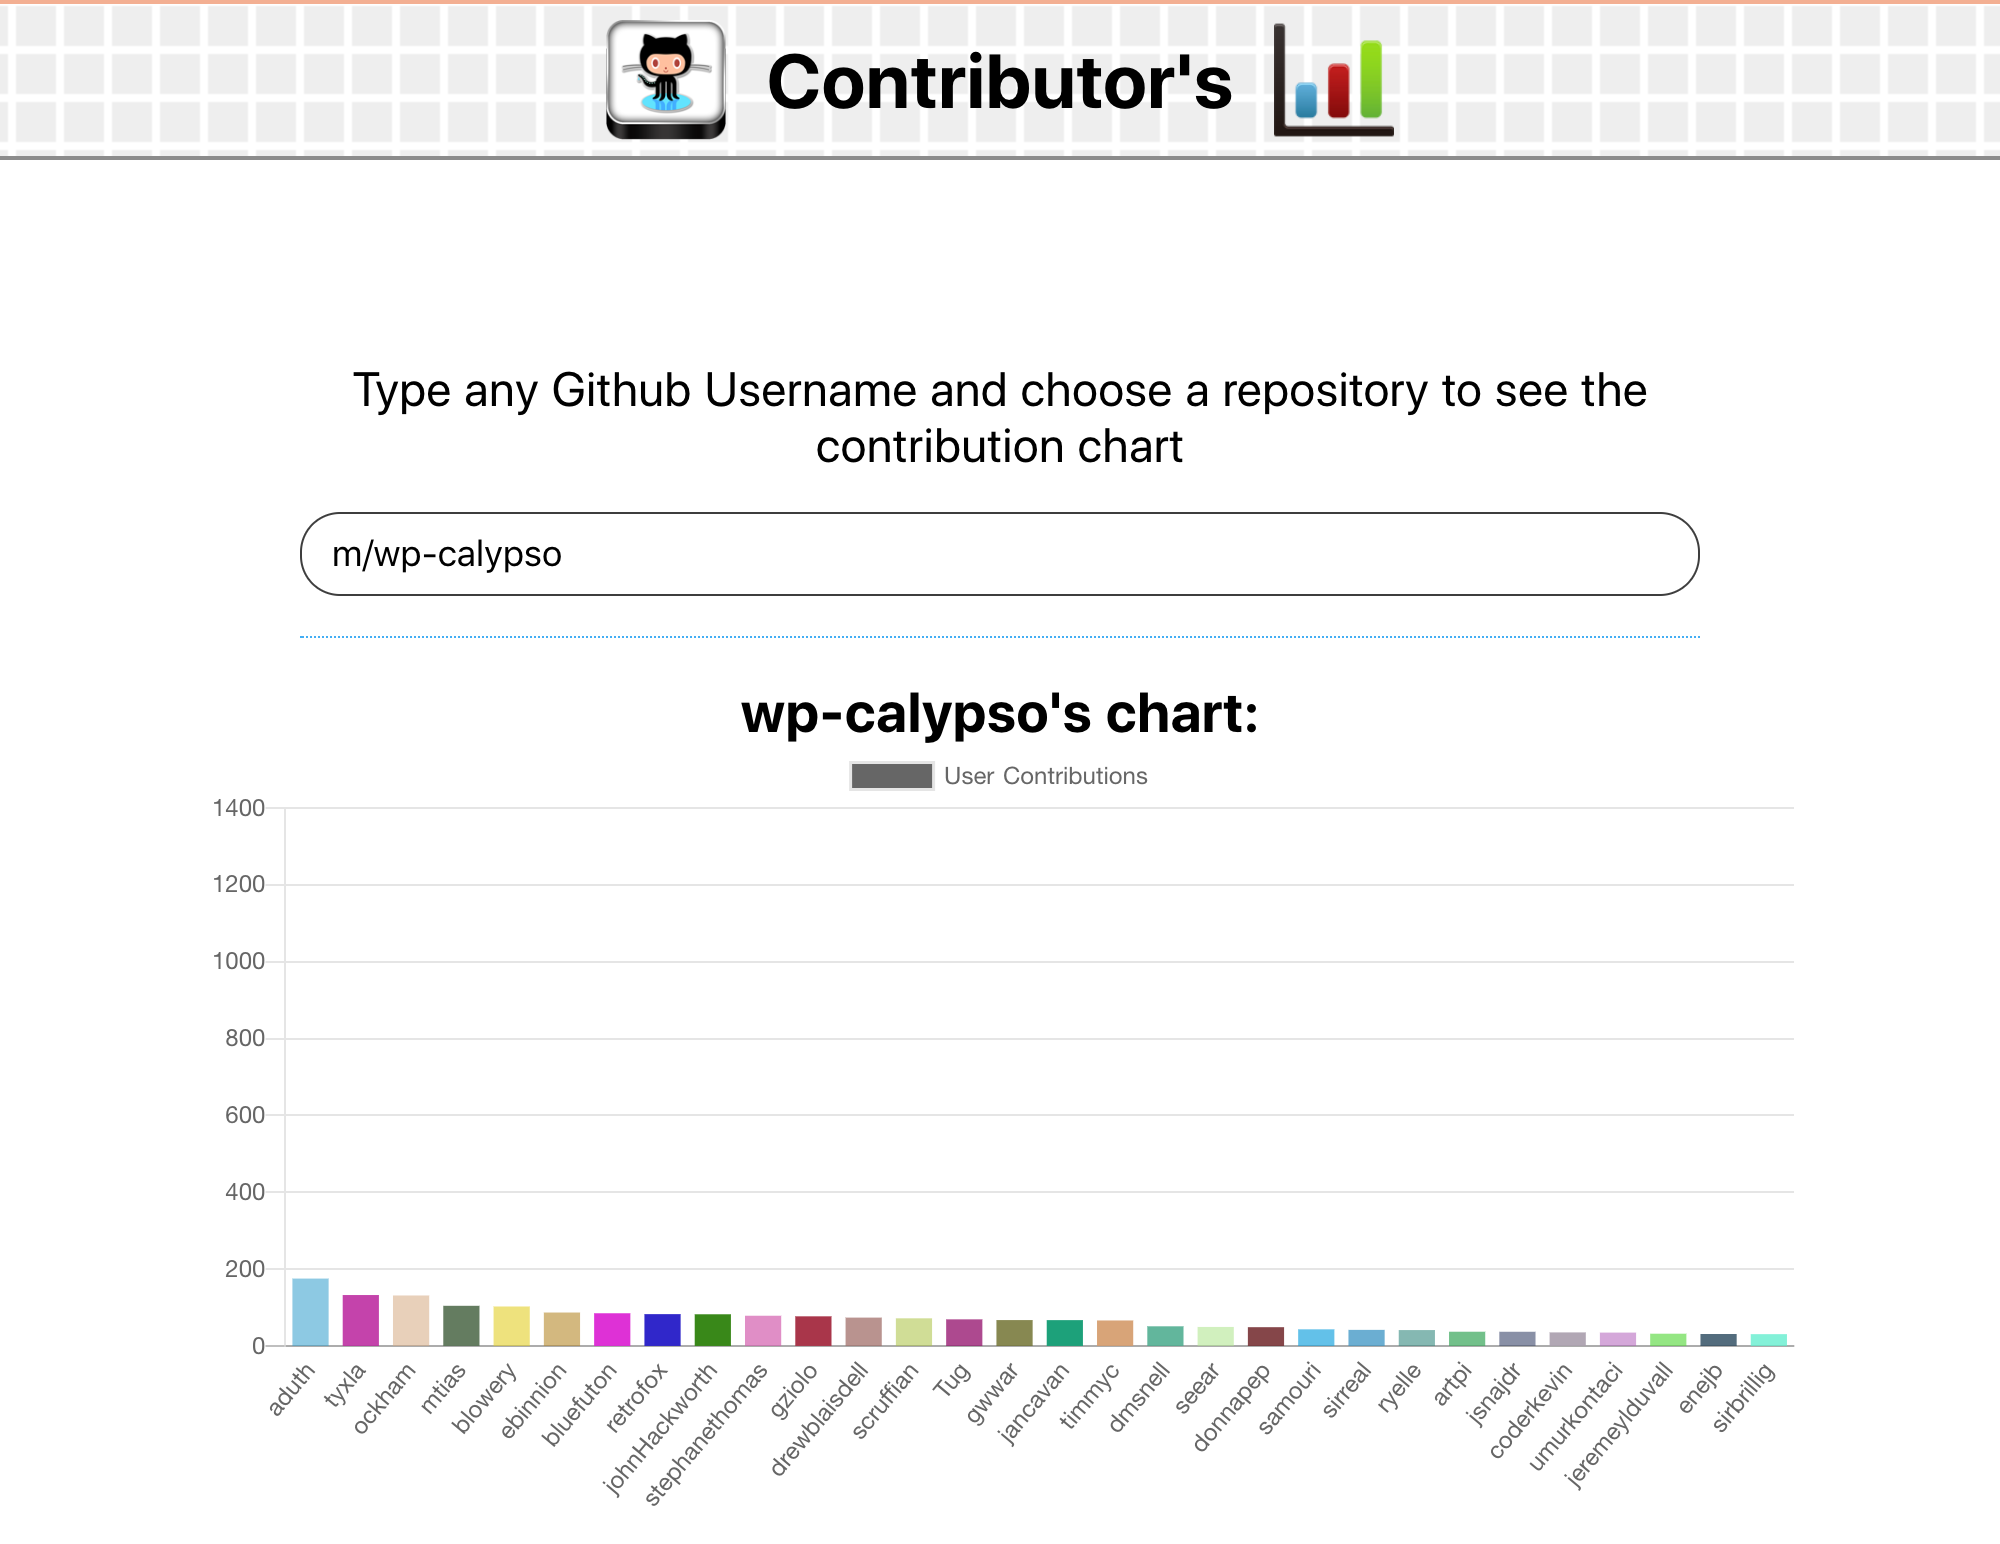 Contributor's
Type any Github Username and choose a repository to see the
contribution chart
m/wp-calypso
wp-calypso's chart:
User Contributions
1400
1200
1000
800
600
400
200
0
aduth
tyxla
ockham
mtias
blowery
ebinnion
bluefuton
retrofox
johnHackworth
stephanethomas
gziolo
drewblaisdell
scruffian
Tug
gwwar
jancavan
timmyc
dmsnell
seear
donnapep
samouri
sirreal
ryelle
artpi
jsnajdr
coderkevin
umurkontaci
jeremeylduvall
enejb
sirbrillig